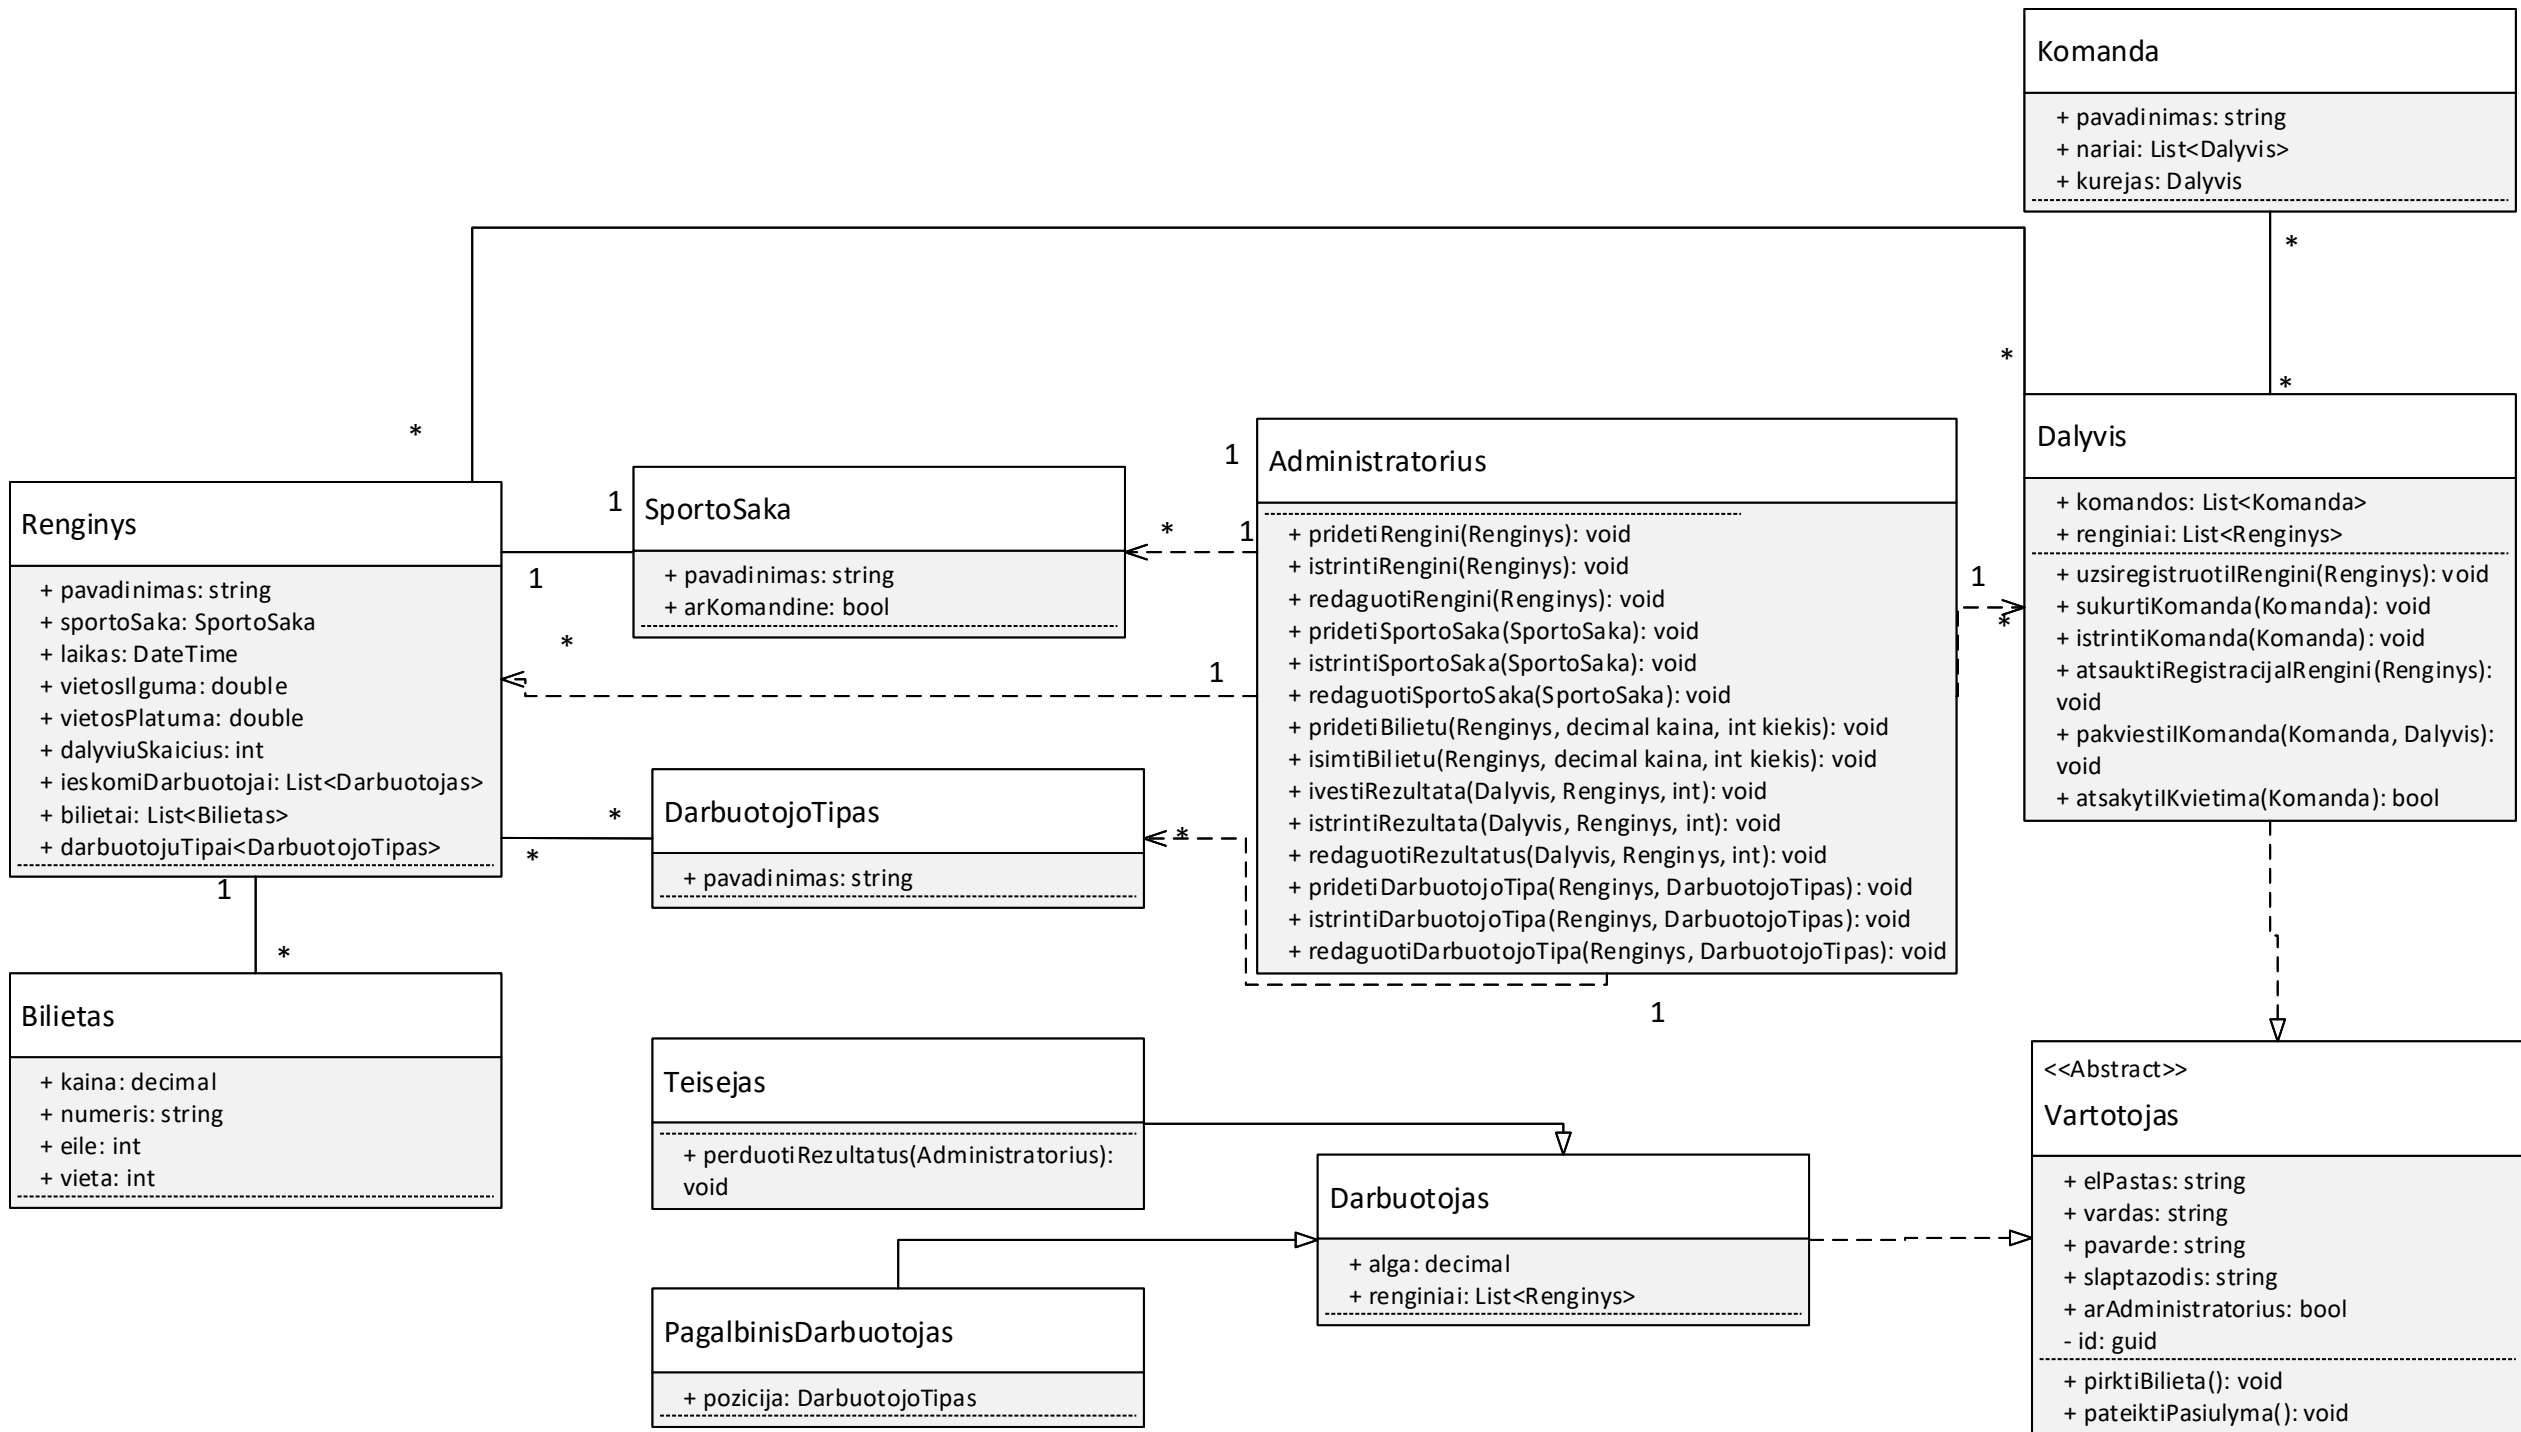 Komanda
+ pavadinimas: string
+ nariai: List<Dalyvis>
+ kurejas: Dalyvis
*
*
Dalyvis
+ komandos: List<Komanda>
+ renginiai: List<Renginys>
+ uzsiregistruotiIRengini(Renginys): void
+ sukurtiKomanda(Komanda): void
+ istrintiKomanda(Komanda): void
+ atsauktiRegistracijaIRengini(Renginys):
void
+ pakviestiIKomanda(Komanda, Dalyvis):
void
+ atsakytiIKvietima(Komanda): bool
*
*
Renginys
+ pavadinimas: string
+ sportoSaka: SportoSaka
+ laikas: DateTime
+ vietosIlguma: double
+ vietosPlatuma: double
+ dalyviuSkaicius: int
+ ieskomiDarbuotojai: List<Darbuotojas>
+ bilietai: List<Bilietas>
+ darbuotojuTipai<DarbuotojoTipas>
1
1
SportoSaka
+ pavadinimas: string
+ arKomandine: bool
*
1
1
*
1
Administratorius
+ pridetiRengini(Renginys): void
+ istrintiRengini(Renginys): void
+ redaguotiRengini(Renginys): void
+ pridetiSportoSaka(SportoSaka): void
+ istrintiSportoSaka(SportoSaka): void
+ redaguotiSportoSaka(SportoSaka): void
+ pridetiBilietu(Renginys, decimal kaina, int kiekis): void
+ isimtiBilietu(Renginys, decimal kaina, int kiekis): void
+ ivestiRezultata(Dalyvis, Renginys, int): void
+ istrintiRezultata(Dalyvis, Renginys, int): void
+ redaguotiRezultatus(Dalyvis, Renginys, int): void
+ pridetiDarbuotojoTipa(Renginys, DarbuotojoTipas): void
+ istrintiDarbuotojoTipa(Renginys, DarbuotojoTipas): void
+ redaguotiDarbuotojoTipa(Renginys, DarbuotojoTipas): void
1
*
*
*
DarbuotojoTipas
+ pavadinimas: string
*
1
1
*
Bilietas
+ kaina: decimal
+ numeris: string
+ eile: int
+ vieta: int
Teisejas
+ perduotiRezultatus(Administratorius):
void
PagalbinisDarbuotojas
+ pozicija: DarbuotojoTipas
Darbuotojas
+ alga: decimal
+ renginiai: List<Renginys>
<<Abstract>>
Vartotojas
+ elPastas: string
+ vardas: string
+ pavarde: string
+ slaptazodis: string
+ arAdministratorius: bool
- id: guid
+ pirktiBilieta(): void
+ pateiktiPasiulyma(): void